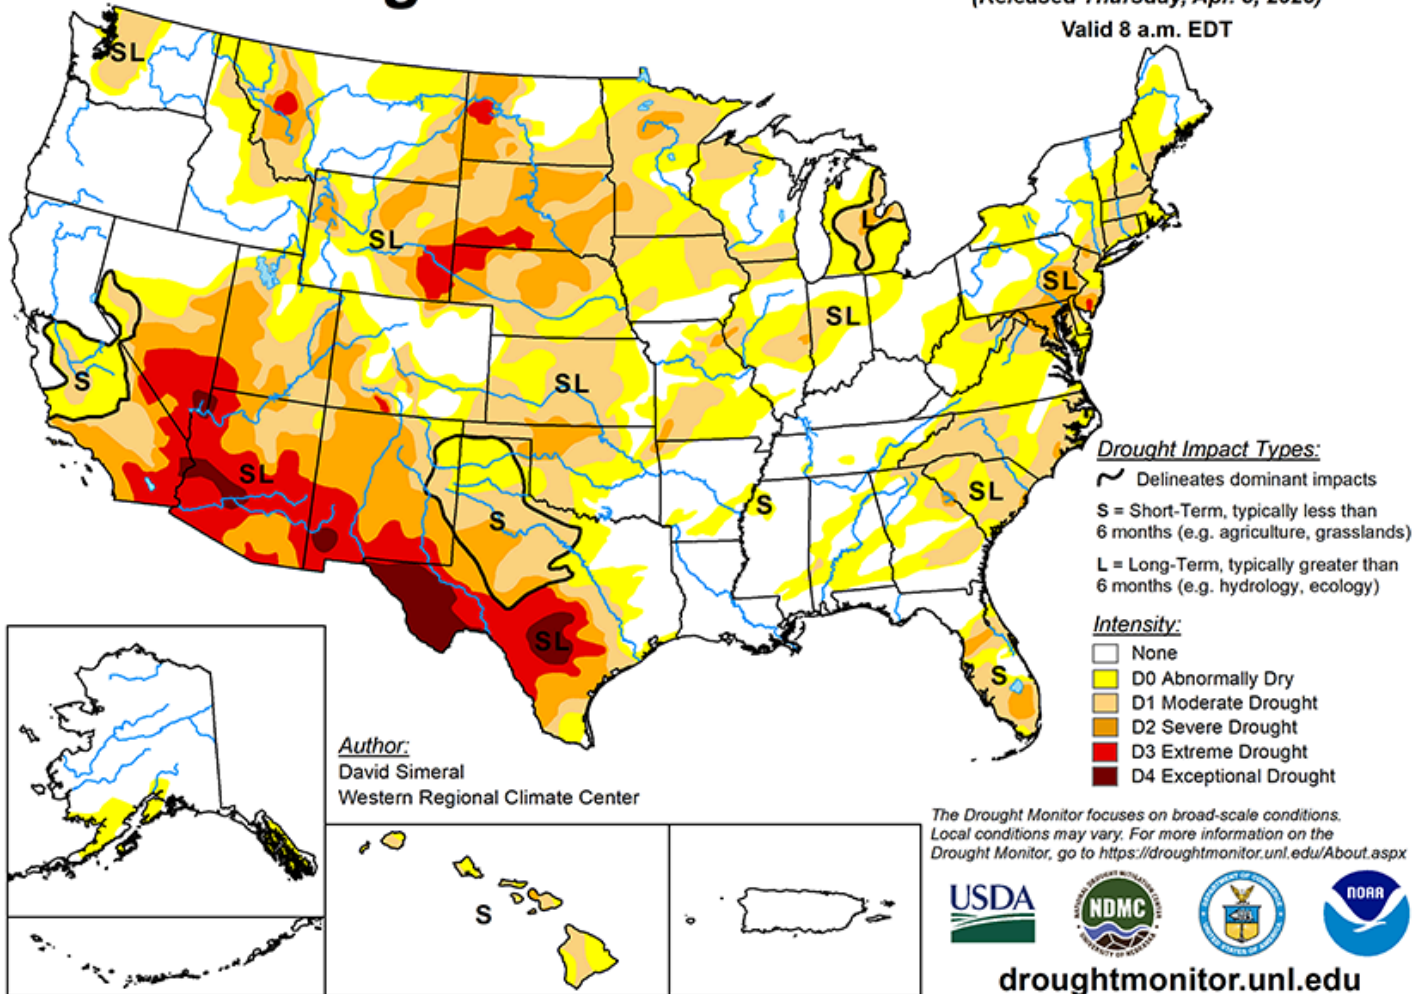 Valid 8 a.m. EDT
SL
SL
L
SL
SL
S
SL
SL
SL
S
S
SL
SL
S
S
Drought Impact Types:
Delineates dominant impacts
S = Short-Term, typically less than
6 months (e.g. agriculture, grasslands)
L = Long-Term, typically greater than
6 months (e.g. hydrology, ecology)
Intensity:
None
D0 Abnormally Dry
D1 Moderate Drought
D2 Severe Drought
D3 Extreme Drought
D4 Exceptional Drought
Author:
David Simeral
Western Regional Climate Center
The Drought Monitor focuses on broad-scale conditions.
Local conditions may vary. For more information on the
Drought Monitor, go to https://droughtmonitor.unl.edu/About.aspx
USDA
NDMC
NOAA
S
droughtmonitor.unl.edu